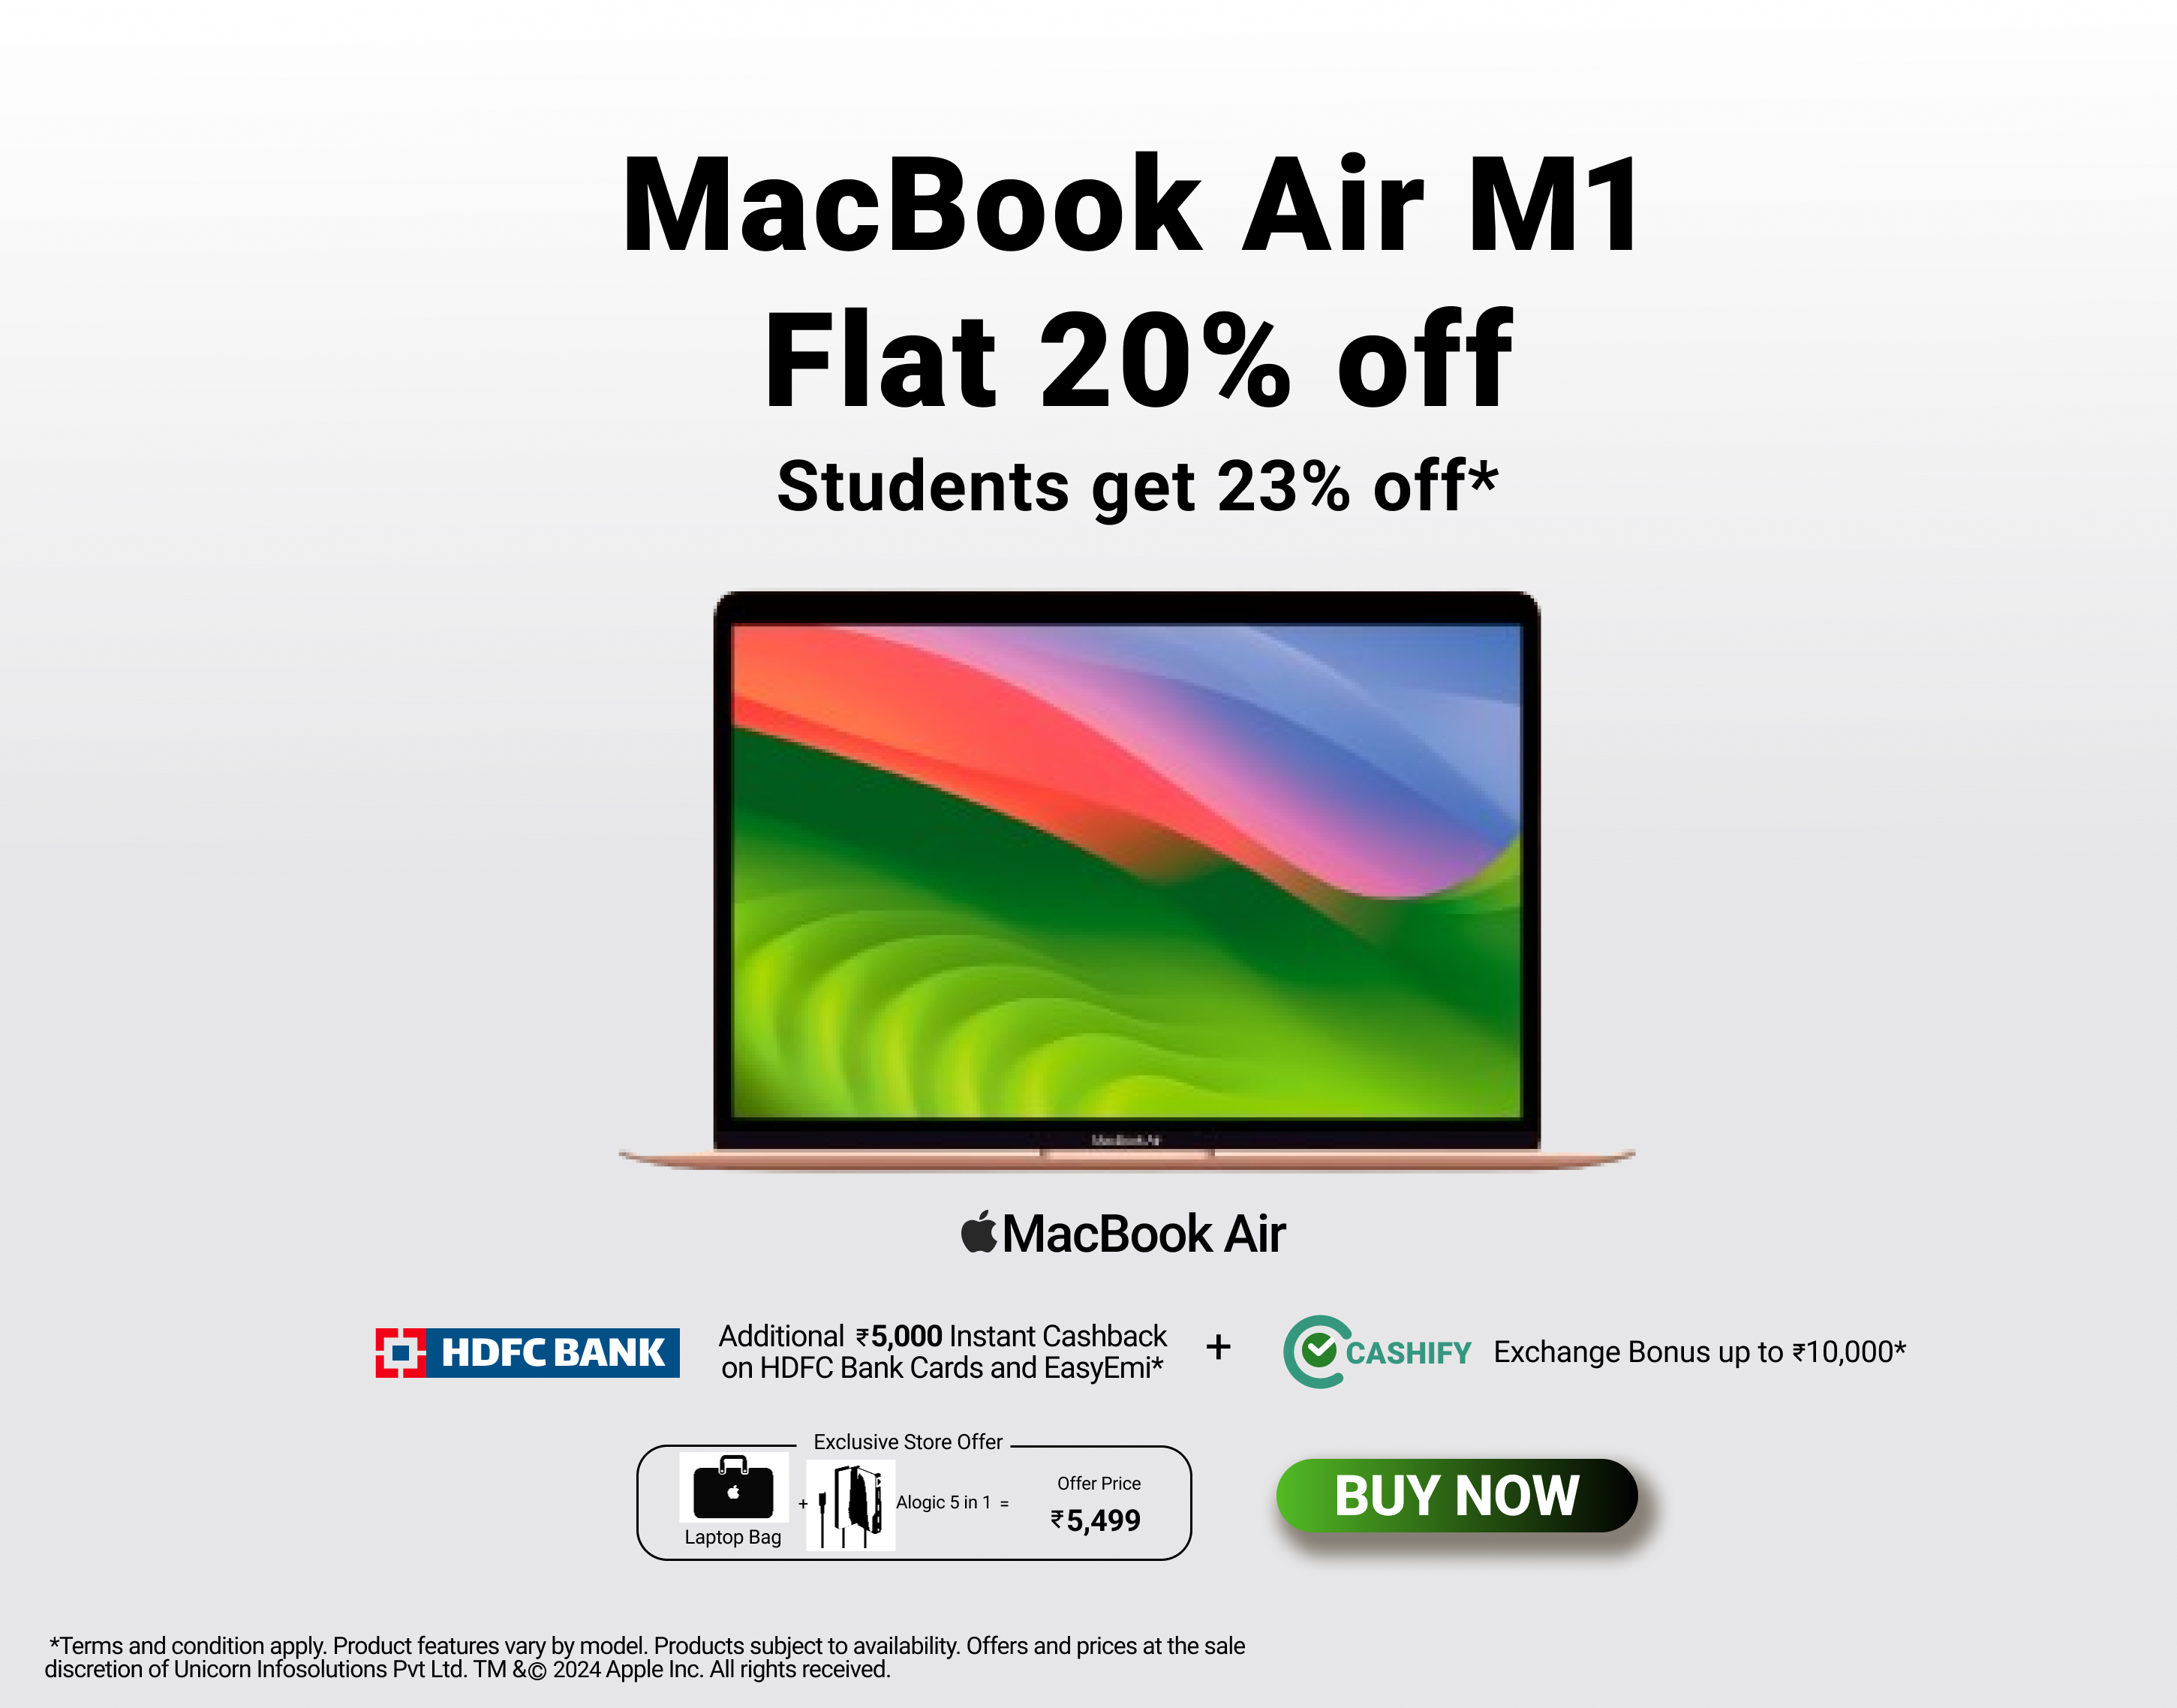 MacBook Air M1
Flat 20% off
Students get 23% off*
MacBook Air
MacBook Air
HDFC BANK
Additional ₹5,000 Instant Cashback
on HDFC Bank Cards and EasyEmi*
+
CASHIFY
Exchange Bonus up to ₹10,000*
Exclusive Store Offer
Laptop Bag
+
Alogic 5 in 1 =
Offer Price
₹5,499
BUY NOW
*Terms and condition apply. Product features vary by model. Products subject to availability. Offers and prices at the sale
discretion of Unicorn Infosolutions Pvt Ltd. TM &© 2024 Apple Inc. All rights received.